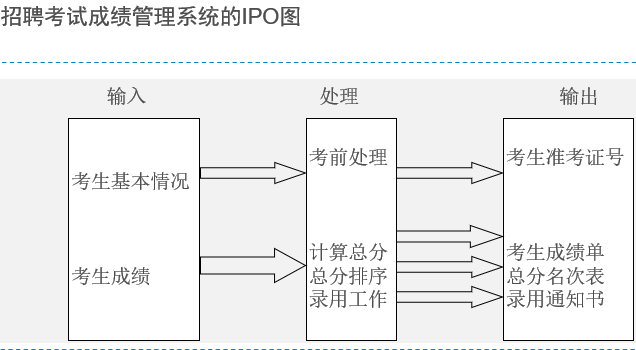 招聘考试成绩管理系统的IPO图
输入
处理
输出
考生基本情况
考生成绩
考前处理
计算总分
总分排序
录用工作
考生准考证号
考生成绩单
总分名次表
录用通知书